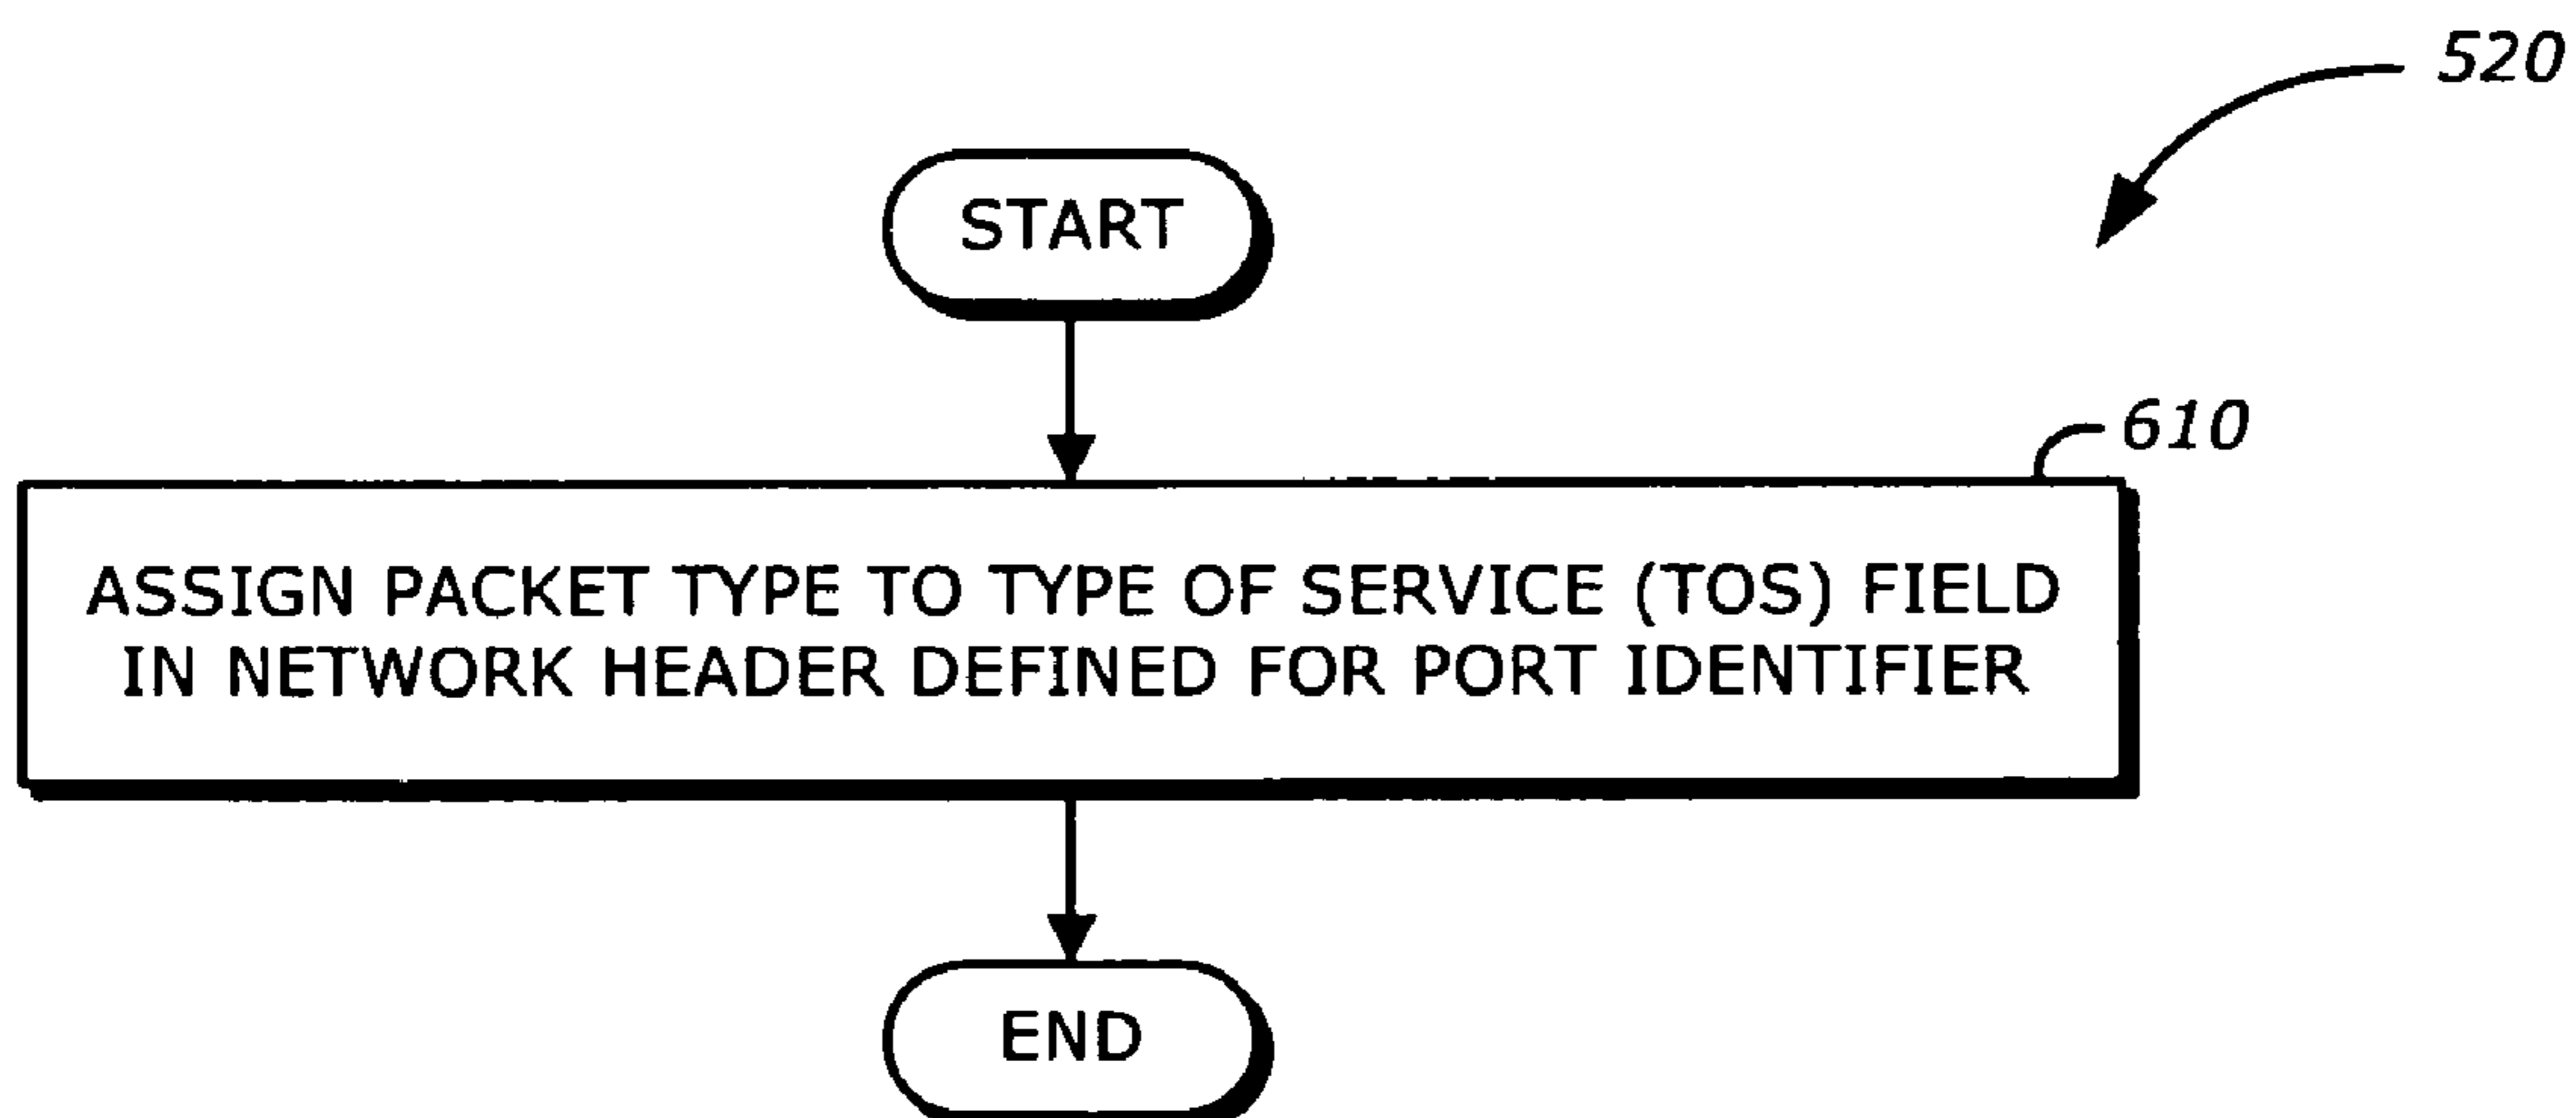 520
START
610
ASSIGN PACKET TYPE TO TYPE OF SERVICE (TOS) FIELD
IN NETWORK HEADER DEFINED FOR PORT IDENTIFIER
END